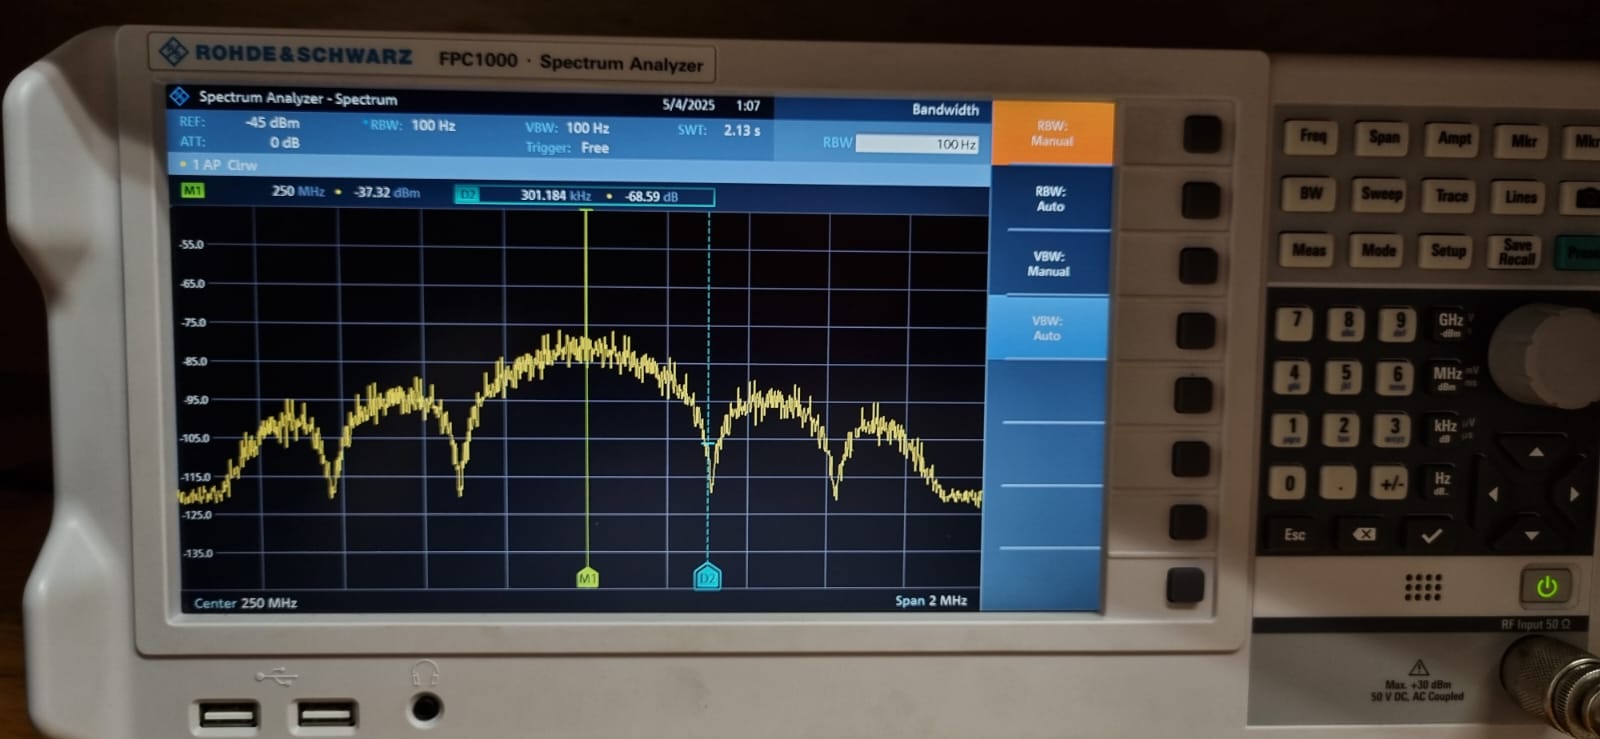 ROHDE&SCHWARZ FPC1000 · Spectrum Analyzer
Spectrum Analyzer - Spectrum 5/4/2025 1:07 Bandwidth
REF: -45 dBm *RBW: 100 Hz VBW: 100 Hz SWT: 2.13 s
ATT: 0 dB Trigger: Free RBW 100 Hz
1 AP Clrw
M1 250 MHz • -37.32 dBm D2 301.184 kHz • -68.59 dB
-55.0
-65.0
-75.0
-85.0
-95.0
-105.0
-115.0
-125.0
-135.0
M1 D2
Center 250 MHz Span 2 MHz
RBW:
Manual
RBW:
Auto
VBW:
Manual
VBW:
Auto
Freq Span Ampt Mkr
BW Sweep Trace Lines
Meas Mode Setup Save
Recall
7 8 9 GHz
-dBm
4 5 6 MHz
dBm
1 2 3 kHz
dB
0 . +/- Hz
dB..
Esc
RF Input 50 Ω
Max. +30 dBm
50 V DC, AC Coupled